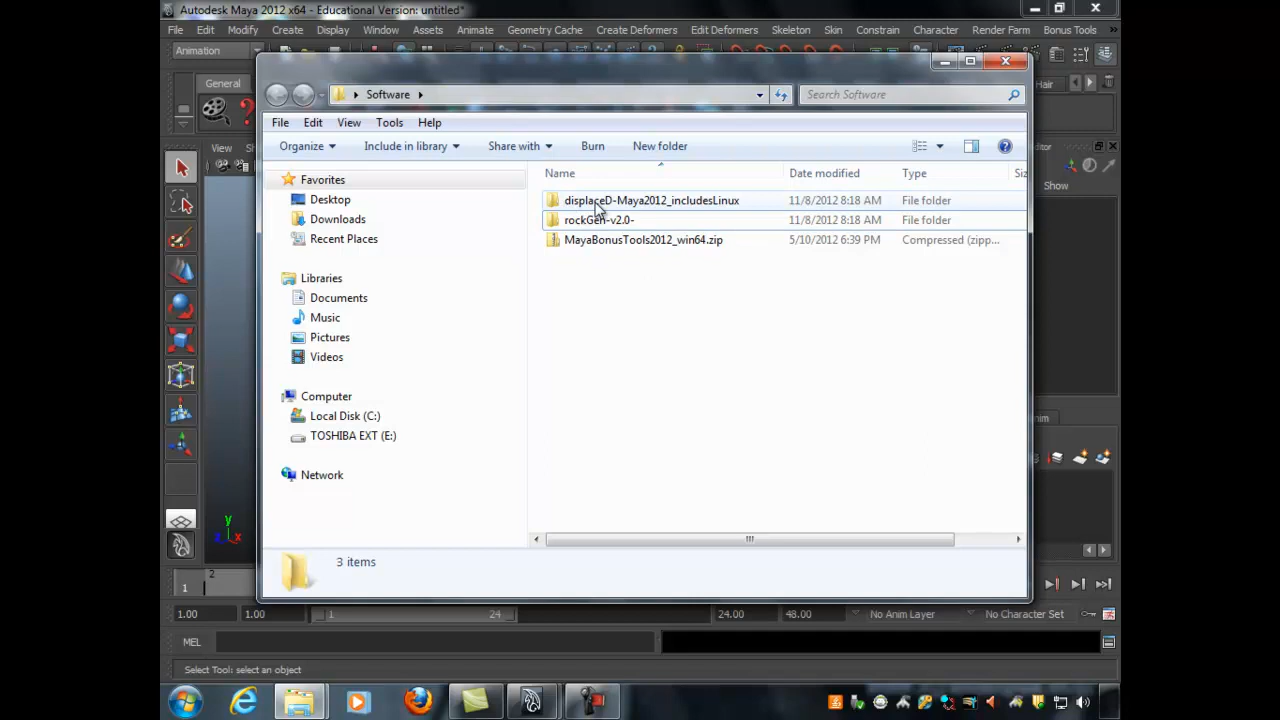 Autodesk Maya 2012 x64 - Educational Version: untitled*
File Edit Modify Create Display Window Assets Animate Geometry Cache Create Deformers Edit Deformers Skeleton Skin Constrain Character Render Farm Bonus Tools
Animation
General
Hair
Software
Search Software
File Edit View Tools Help
View
Organize Include in library Share with Burn New folder
Favorites
Name Date modified Type
Show
Desktop
displaceD-Maya2012_includesLinux 11/8/2012 8:18 AM File folder
Downloads
rockGen-v2.0- 11/8/2012 8:18 AM File folder
Recent Places
MayaBonusTools2012_win64.zip 5/10/2012 6:39 PM Compressed (zipp...
Libraries
Documents
Music
Pictures
Videos
Computer
Local Disk (C:)
TOSHIBA EXT (E:)
Network
y
x
3 items
1 2
1.00 1.00 1 24 24.00 48.00 No Anim Layer No Character Set
MEL
Select Tool: select an object